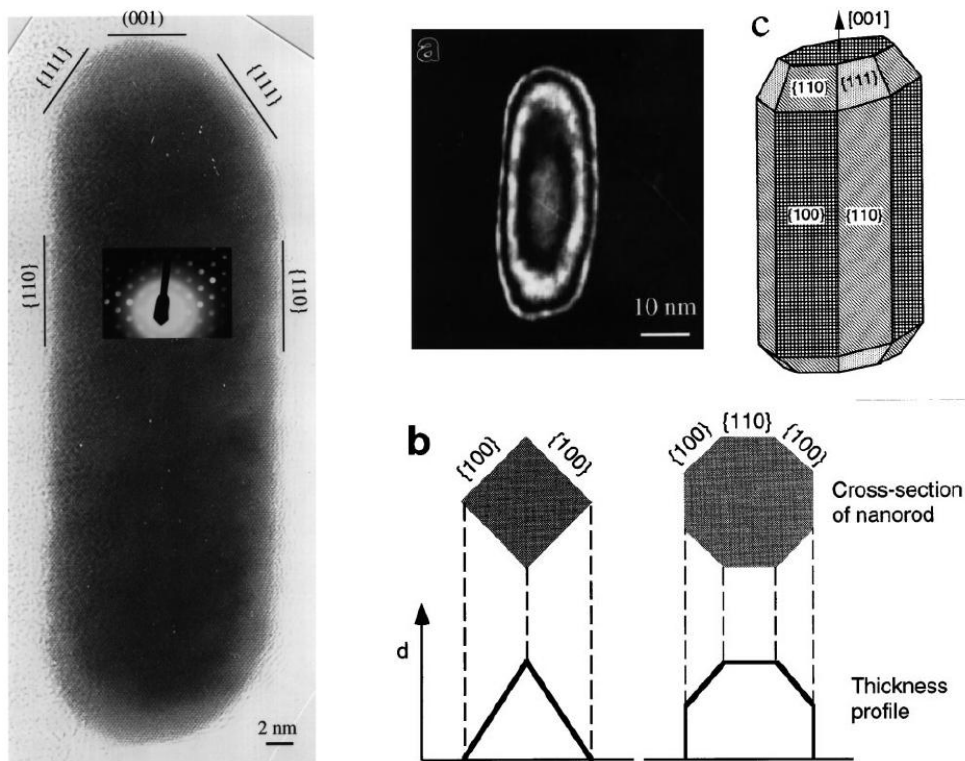 (001)
{111}
{111}
{110}
{110}
2 nm
a
10 nm
c
[001]
{110}
{111}
{100}
{110}
b
{100}
{100}
{100}
{110}
{100}
Cross-section
of nanorod
d
Thickness
profile